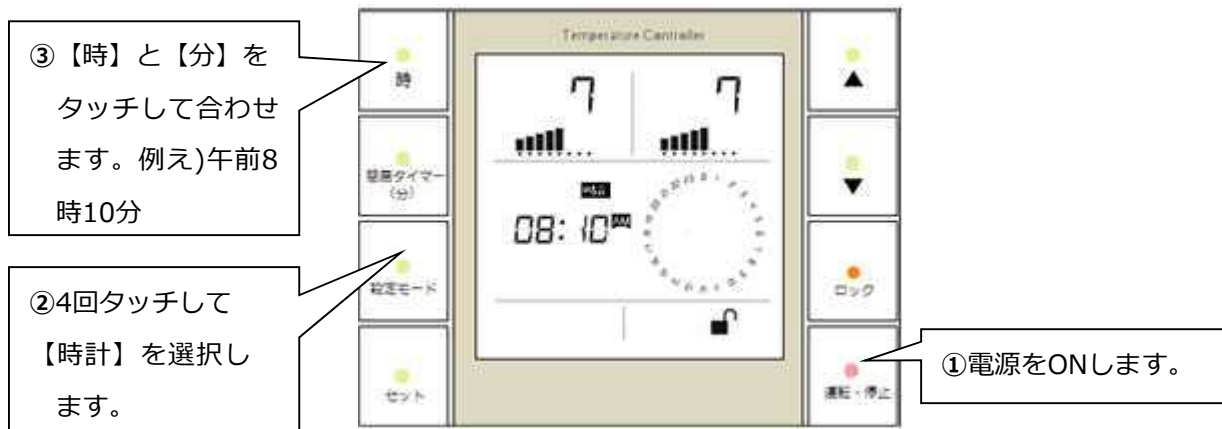 ③【時】と【分】を
タッチして合わせ
ます。例え)午前8
時10分
②4回タッチして
【時計】を選択し
ます。
①電源をONします。
Temperature Controller
時
(分)
設定モード
セット
7
7
08:10 AM
▲
▼
ロック
運転・停止